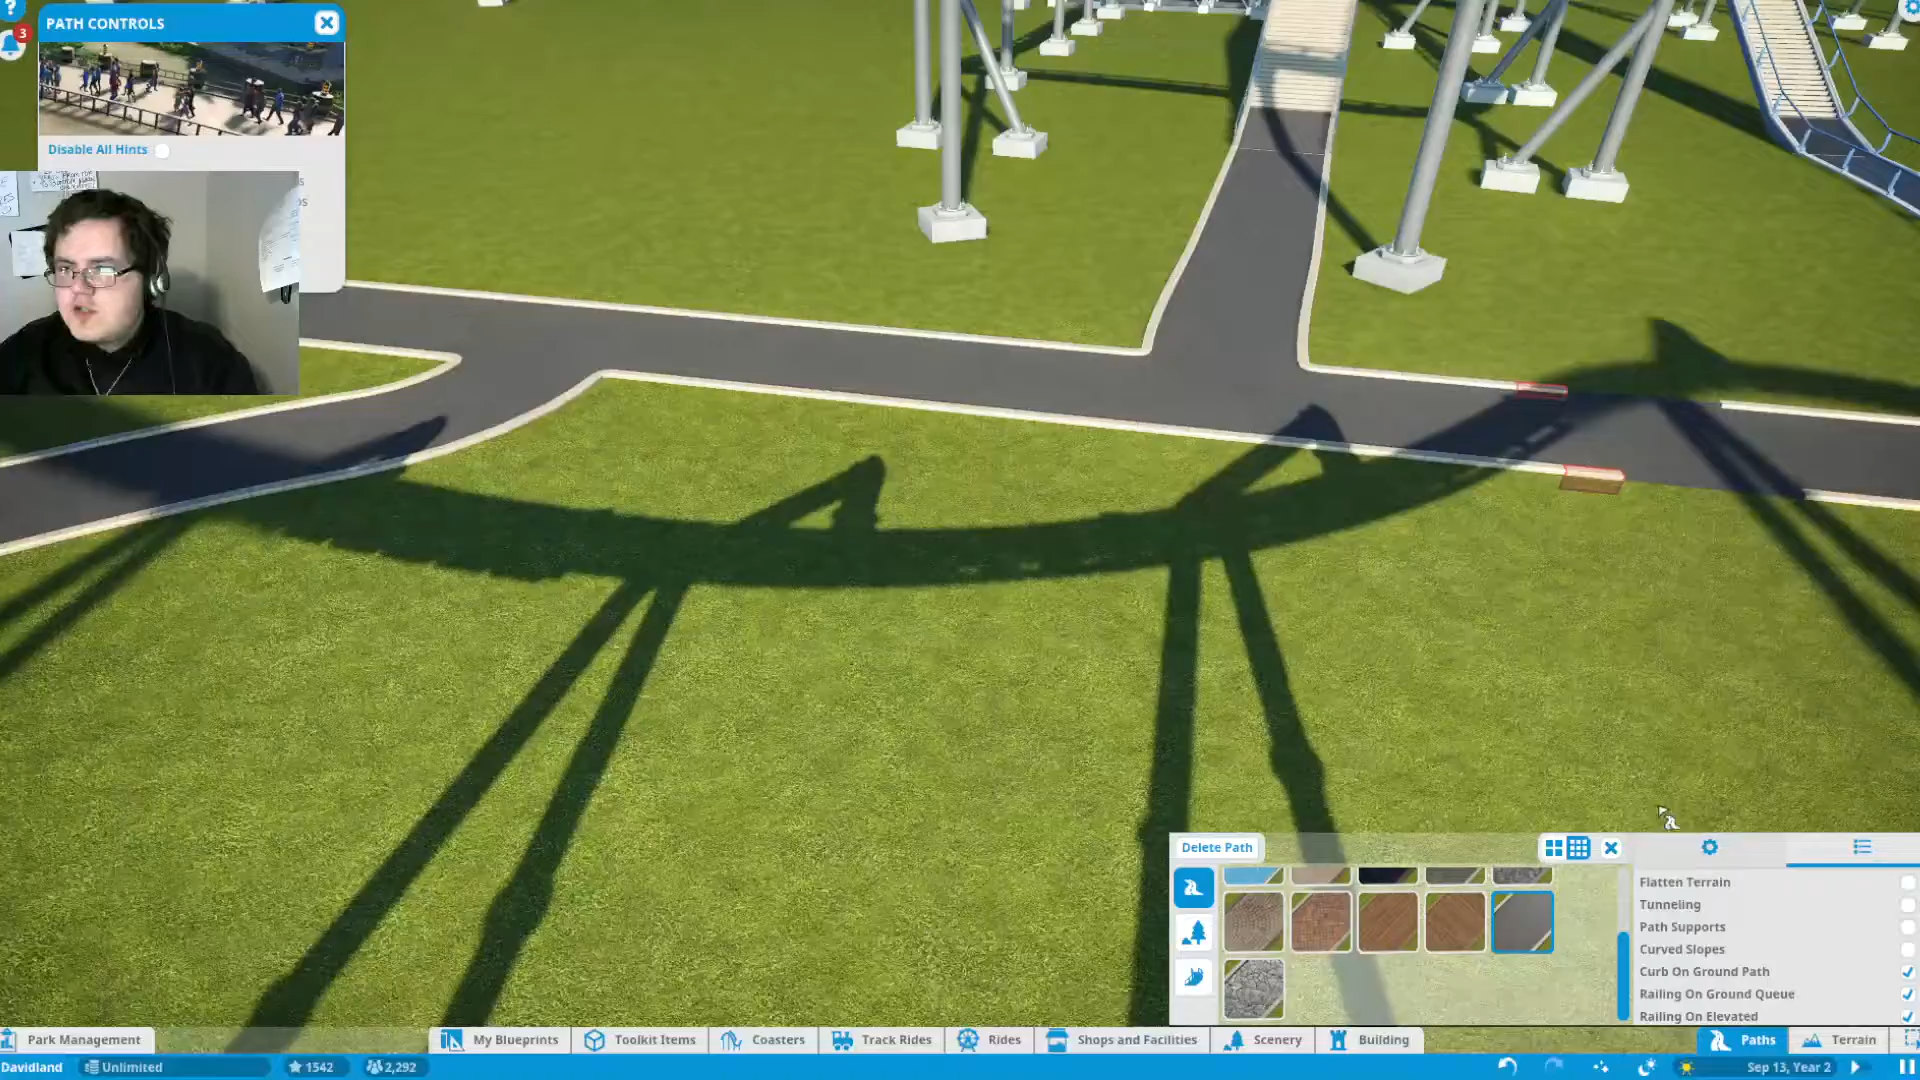 ?
3
PATH CONTROLS
Disable All Hints
Delete Path
Flatten Terrain
Tunneling
Path Supports
Curved Slopes
Curb On Ground Path
Railing On Ground Queue
Railing On Elevated
Park Management
My Blueprints
Toolkit Items
Coasters
Track Rides
Rides
Shops and Facilities
Scenery
Building
Paths
Terrain
Davidland
Unlimited
1542
2,292
Sep 13, Year 2